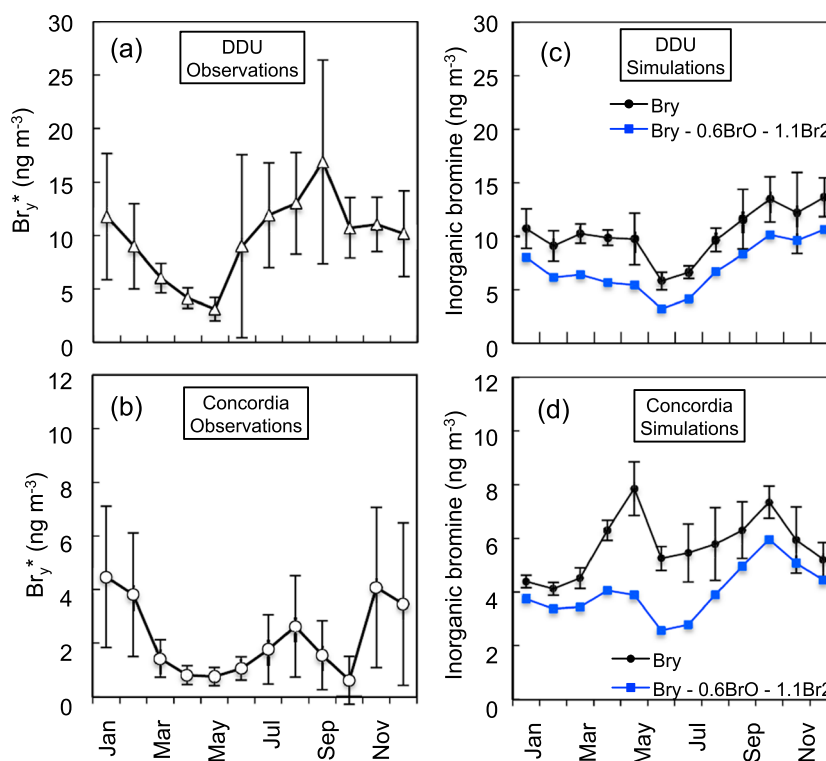 (a)
DDU
Observations
Br_y* (ng m⁻³)
30
25
20
15
10
5
0
(c)
DDU
Simulations
Bry
Bry - 0.6BrO - 1.1Br2
Inorganic bromine (ng m⁻³)
30
25
20
15
10
5
0
(b)
Concordia
Observations
Br_y* (ng m⁻³)
12
10
8
6
4
2
0
Jan Mar May Jul Sep Nov
(d)
Concordia
Simulations
Inorganic bromine (ng m⁻³)
12
10
8
6
4
2
0
Bry
Bry - 0.6BrO - 1.1Br2
Jan Mar May Jul Sep Nov